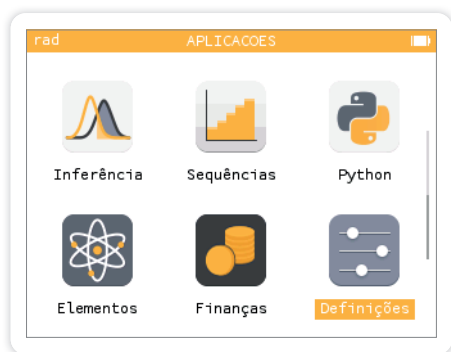 rad APLICACOES
Inferência Sequências Python
Elementos Finanças Definições